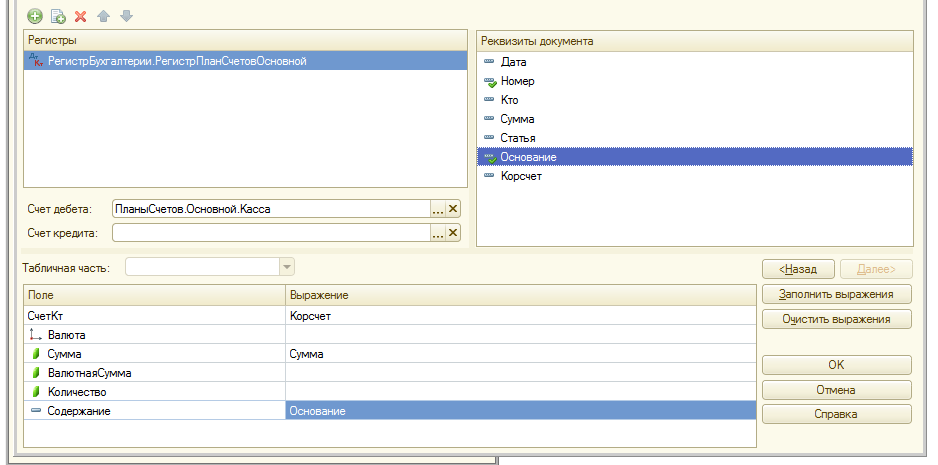 Регистры
Дт Кт РегистрБухгалтерии.РегистрПланСчетовОсновной
Реквизиты документа
Дата
Номер
Кто
Сумма
Статья
Основание
Корсчет
Счет дебета: ПланыСчетов.Основной.Касса ...
Счет кредита: ...
Табличная часть:
<Назад Далее>
Поле Выражение
СчетКт Корсчет
Валюта
Сумма Сумма
ВалютнаяСумма
Количество
Содержание Основание
Заполнить выражения
Очистить выражения
OK
Отмена
Справка